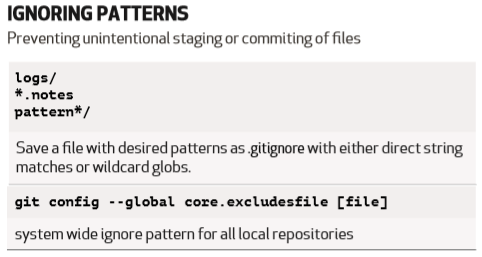 IGNORING PATTERNS
Preventing unintentional staging or commiting of files
logs/
*.notes
pattern*/
Save a file with desired patterns as .gitignore with either direct string
matches or wildcard globs.
git config --global core.excludesfile [file]
system wide ignore pattern for all local repositories